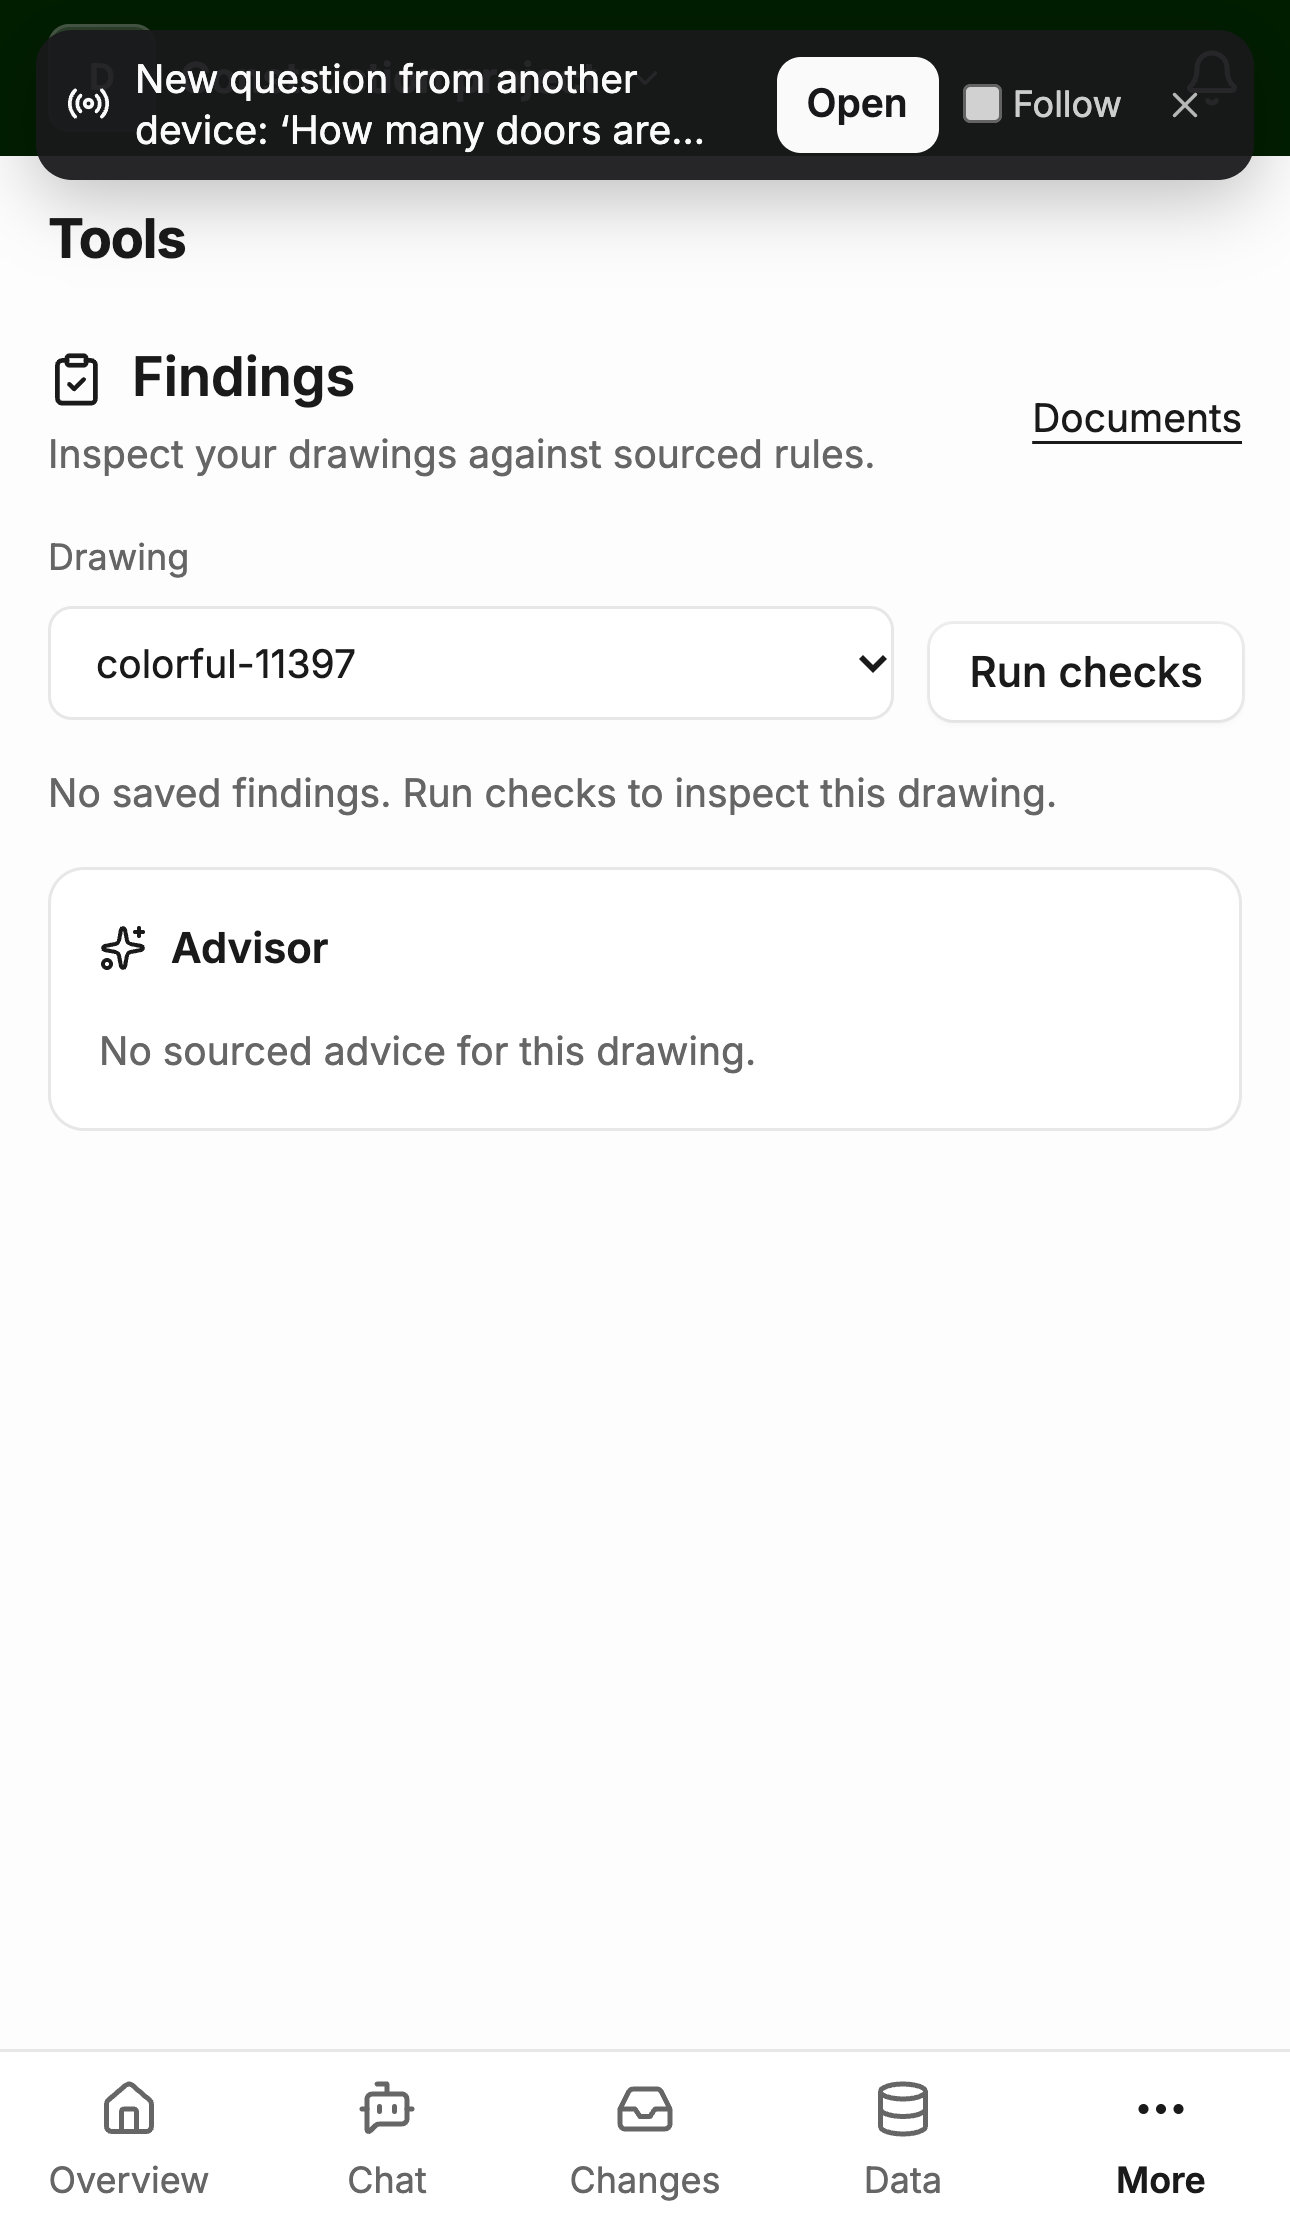 New question from another
device: ‘How many doors are...
Open
Follow
Tools
Findings
Documents
Inspect your drawings against sourced rules.
Drawing
colorful-11397
Run checks
No saved findings. Run checks to inspect this drawing.
Advisor
No sourced advice for this drawing.
Overview
Chat
Changes
Data
More